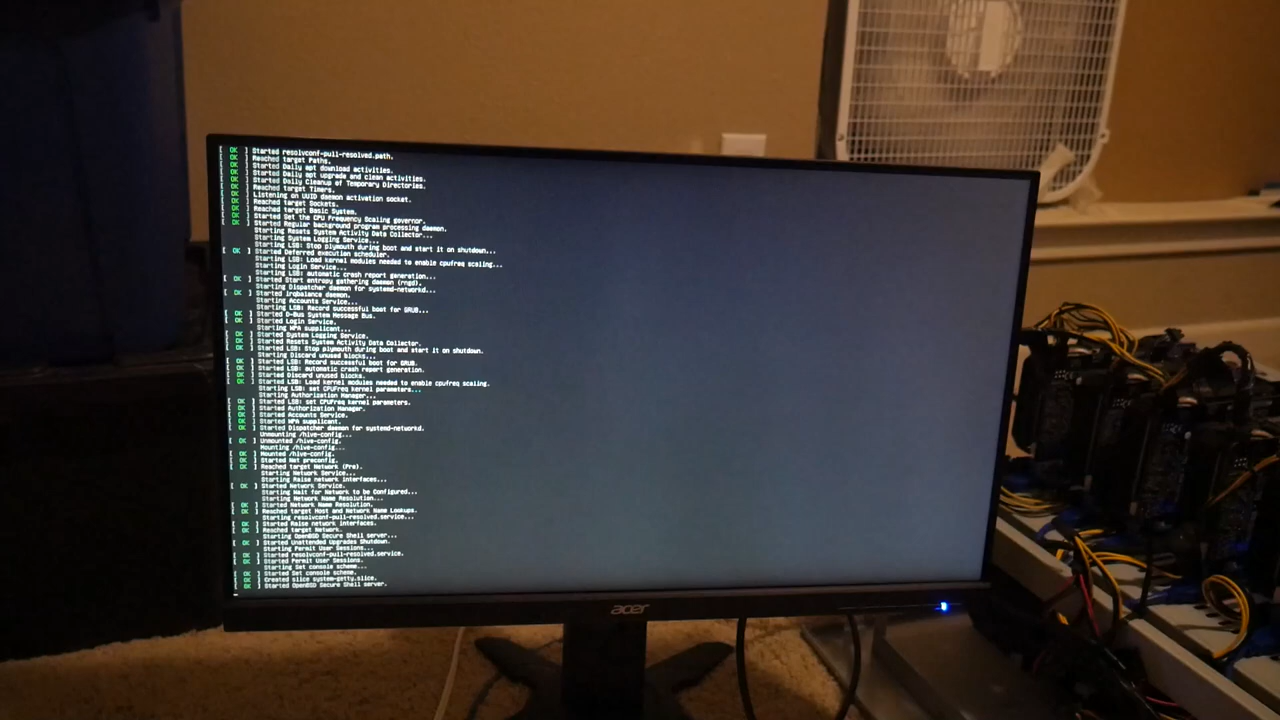 [ OK ] Started resolvconf-pull-resolved.path.
[ OK ] Reached target Paths.
[ OK ] Started Daily apt download activities.
[ OK ] Started Daily apt upgrade and clean activities.
[ OK ] Started Daily Cleanup of Temporary Directories.
[ OK ] Reached target Timers.
[ OK ] Listening on UUID daemon activation socket.
[ OK ] Reached target Sockets.
[ OK ] Reached target Basic System.
[ OK ] Started Set the CPU Frequency Scaling governor.
[ OK ] Started Regular background program processing daemon.
Starting Resets System Activity Data Collector...
Starting System Logging Service...
Starting LSB: Stop plymouth during boot and start it on shutdown...
[ OK ] Started Deferred execution scheduler.
Starting LSB: Load kernel modules needed to enable cpufreq scaling...
Starting Login Service...
Starting LSB: automatic crash report generation...
[ OK ] Started Start entropy gathering daemon (rngd).
Starting Dispatcher daemon for systemd-networkd...
[ OK ] Started irqbalance daemon.
Starting Accounts Service...
Starting LSB: Record successful boot for GRUB...
[ OK ] Started D-Bus System Message Bus.
[ OK ] Started Login Service.
Starting WPA supplicant...
[ OK ] Started System Logging Service.
[ OK ] Started Resets System Activity Data Collector.
[ OK ] Started LSB: Stop plymouth during boot and start it on shutdown.
Starting Discard unused blocks...
[ OK ] Started LSB: Record successful boot for GRUB.
[ OK ] Started LSB: automatic crash report generation.
[ OK ] Started Discard unused blocks.
[ OK ] Started LSB: Load kernel modules needed to enable cpufreq scaling.
Starting LSB: set CPUFreq kernel parameters...
Starting Authorization Manager...
[ OK ] Started LSB: set CPUFreq kernel parameters.
[ OK ] Started Authorization Manager.
[ OK ] Started Accounts Service.
[ OK ] Started WPA supplicant.
[ OK ] Started Dispatcher daemon for systemd-networkd.
Unmounting /hive-config...
[ OK ] Unmounted /hive-config.
Mounting /hive-config...
[ OK ] Mounted /hive-config.
[ OK ] Started Net preconfig.
[ OK ] Reached target Network (Pre).
Starting Network Service...
Starting Raise network interfaces...
[ OK ] Started Network Service.
Starting Wait for Network to be Configured...
Starting Network Name Resolution...
[ OK ] Started Network Name Resolution.
[ OK ] Reached target Host and Network Name Lookups.
Starting resolvconf-pull-resolved.service...
[ OK ] Started Raise network interfaces.
[ OK ] Reached target Network.
Starting OpenBSD Secure Shell server...
[ OK ] Started Unattended Upgrades Shutdown.
Starting Permit User Sessions...
[ OK ] Started resolvconf-pull-resolved.service.
[ OK ] Started Permit User Sessions.
Starting Set console scheme...
[ OK ] Started Set console scheme.
[ OK ] Created slice system-getty.slice.
[ OK ] Started OpenBSD Secure Shell server.
acer